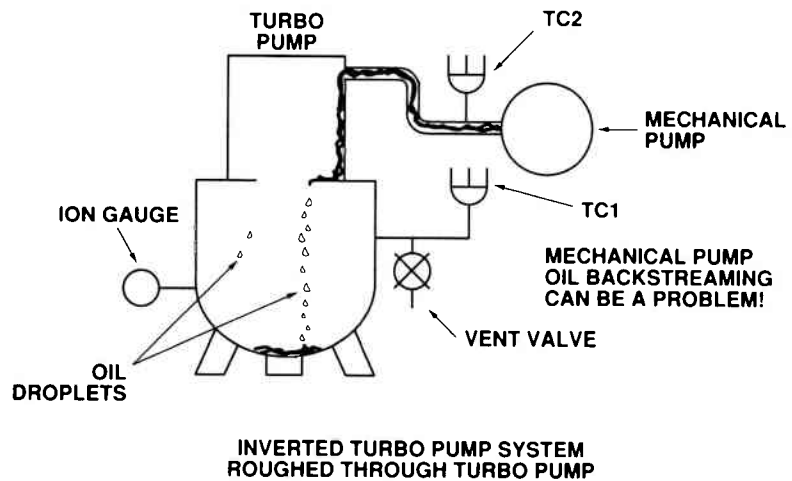 TURBO
PUMP
TC2
MECHANICAL
PUMP
TC1
ION GAUGE
MECHANICAL PUMP
OIL BACKSTREAMING
CAN BE A PROBLEM!
VENT VALVE
OIL
DROPLETS
INVERTED TURBO PUMP SYSTEM
ROUGHED THROUGH TURBO PUMP